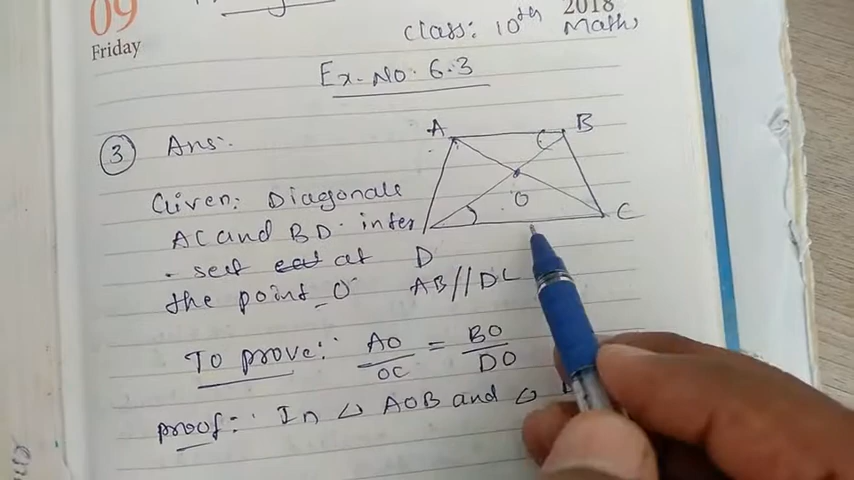 09
2018
Friday
Class: 10th Maths
Ex. No. 6.3
A
B
3 Ans:
Given: Diagonals
O
C
AC and BD inter
- sect at
D
the point O
AB//DC
To prove: AO/OC = BO/DO
proof: In △ AOB and △